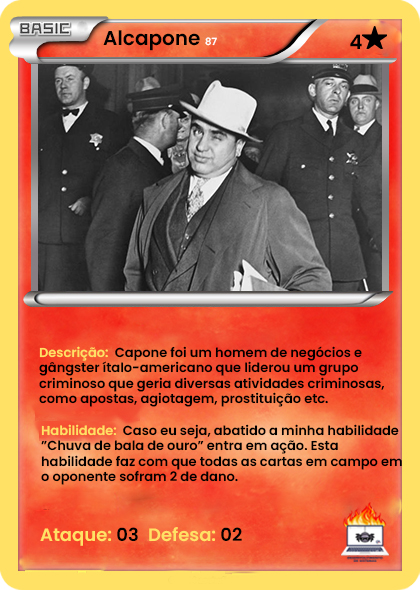 BASIC
Alcapone 87
4★
Descrição: Capone foi um homem de negócios e
gângster ítalo-americano que liderou um grupo
criminoso que geria diversas atividades criminosas,
como apostas, agiotagem, prostituição etc.
Habilidade: Caso eu seja, abatido a minha habilidade
”Chuva de bala de ouro” entra em ação. Esta
habilidade faz com que todas as cartas em campo em
o oponente sofram 2 de dano.
Ataque: 03 Defesa: 02